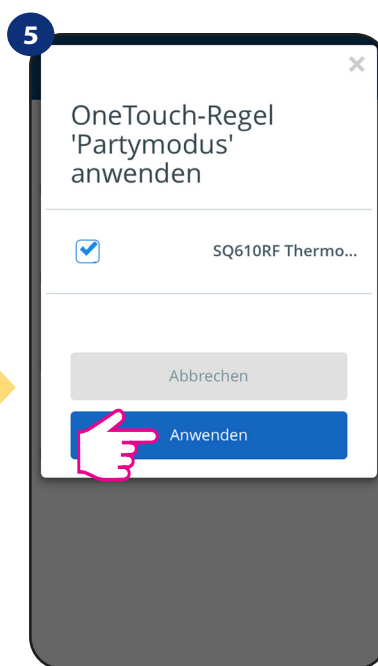 5
×
OneTouch-Regel
'Partymodus'
anwenden
SQ610RF Thermo...
Abbrechen
Anwenden